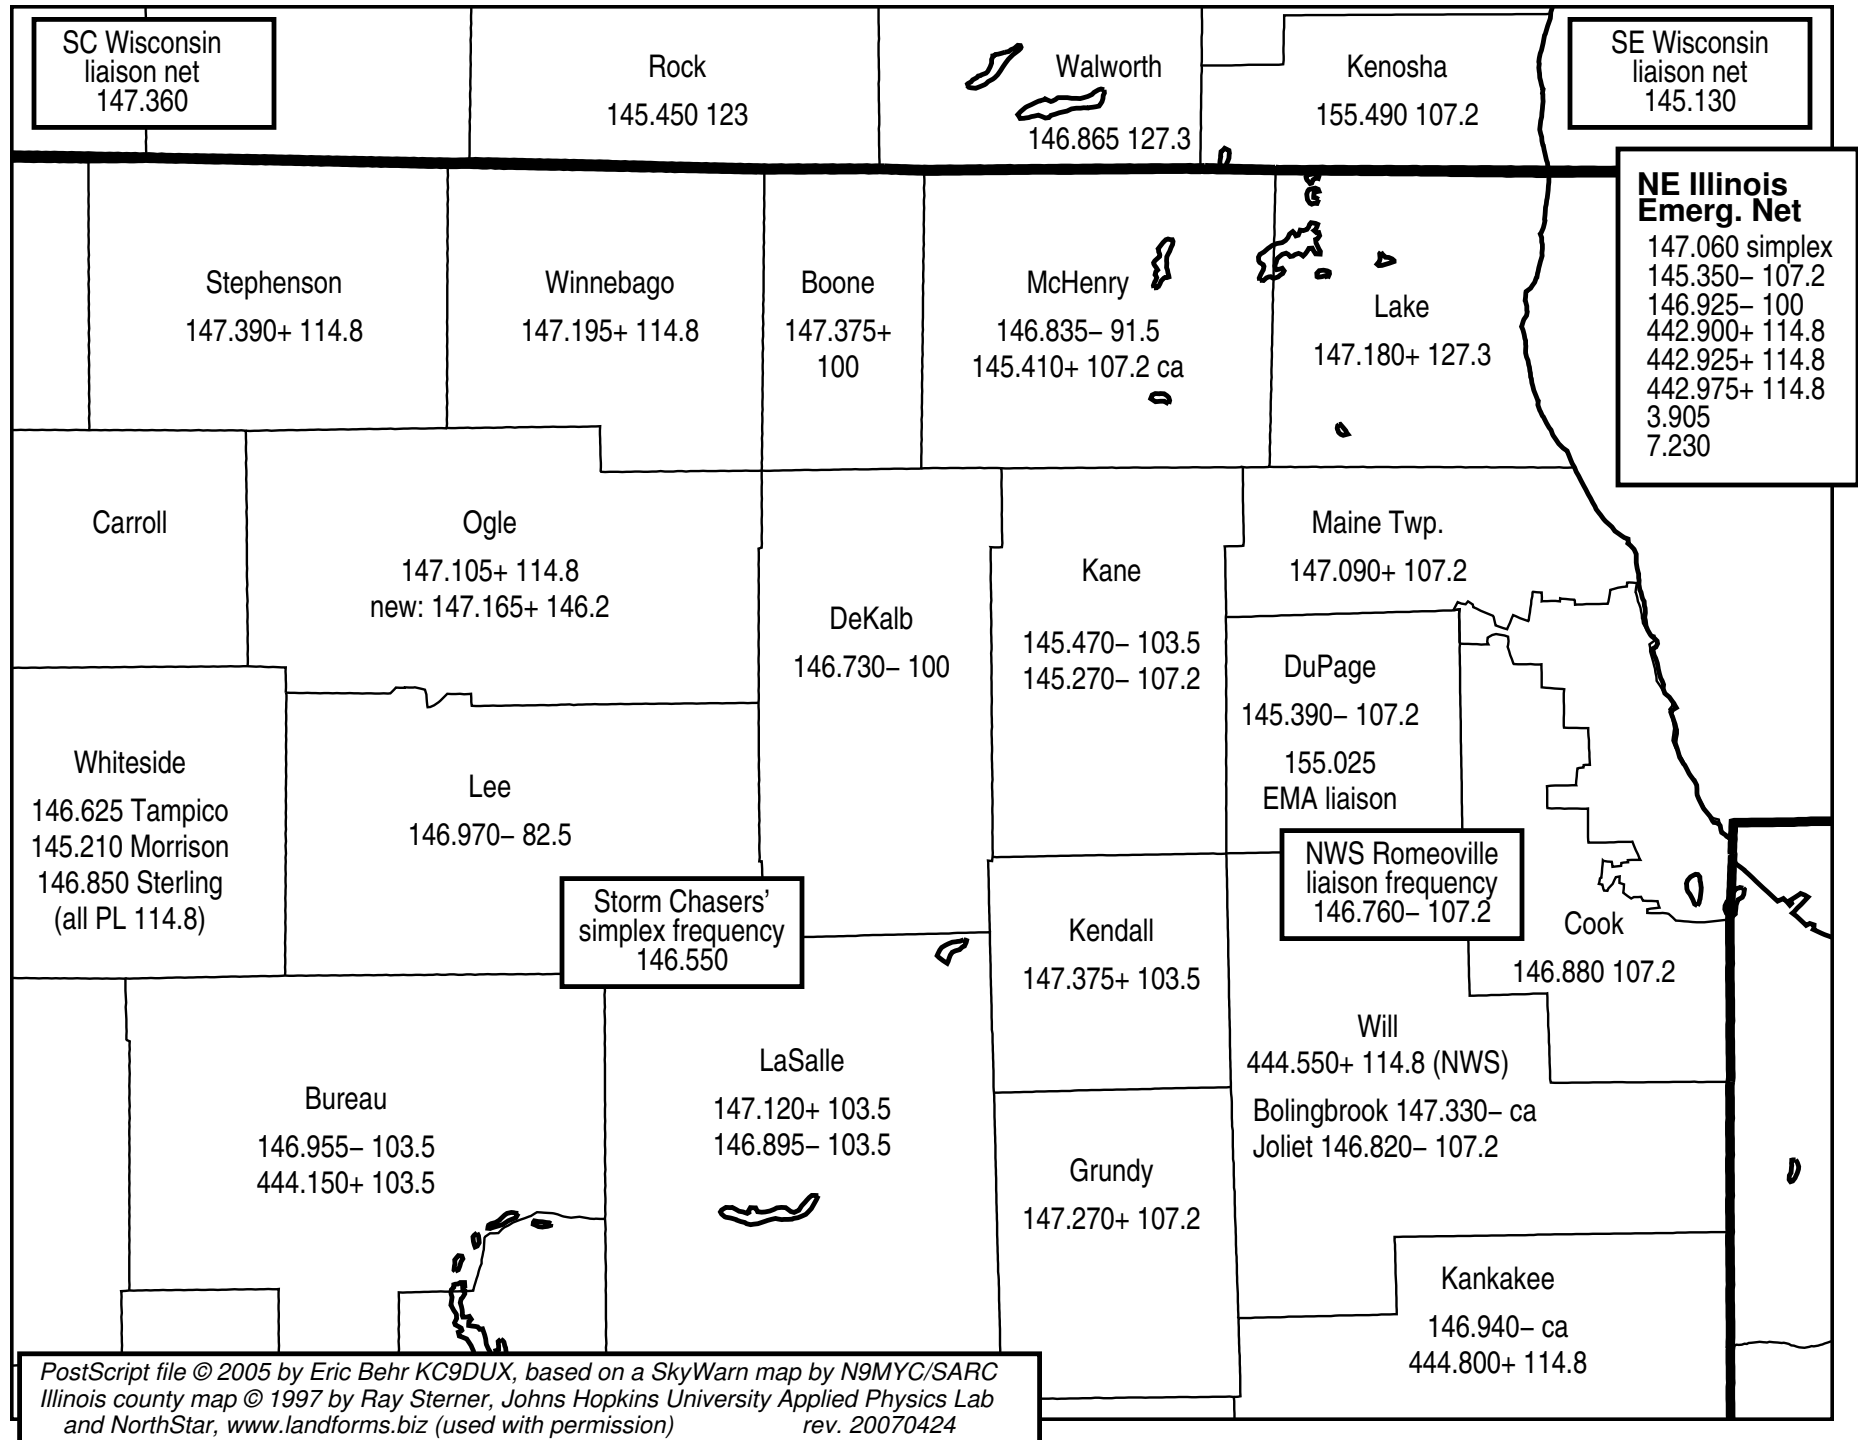 SC Wisconsin
liaison net
147.360
Rock
145.450 123
Walworth
146.865 127.3
Kenosha
155.490 107.2
SE Wisconsin
liaison net
145.130
NE Illinois
Emerg. Net
147.060 simplex
145.350− 107.2
146.925− 100
442.900+ 114.8
442.925+ 114.8
442.975+ 114.8
3.905
7.230
Stephenson
147.390+ 114.8
Winnebago
147.195+ 114.8
Boone
147.375+
100
McHenry
146.835− 91.5
145.410+ 107.2 ca
Lake
147.180+ 127.3
Carroll
Ogle
147.105+ 114.8
new: 147.165+ 146.2
DeKalb
146.730− 100
Kane
145.470− 103.5
145.270− 107.2
Maine Twp.
147.090+ 107.2
DuPage
145.390− 107.2
155.025
EMA liaison
Whiteside
146.625 Tampico
145.210 Morrison
146.850 Sterling
(all PL 114.8)
Lee
146.970− 82.5
Storm Chasers’
simplex frequency
146.550
NWS Romeoville
liaison frequency
146.760− 107.2
Kendall
147.375+ 103.5
Cook
146.880 107.2
Will
444.550+ 114.8 (NWS)
Bolingbrook 147.330− ca
Joliet 146.820− 107.2
Bureau
146.955− 103.5
444.150+ 103.5
LaSalle
147.120+ 103.5
146.895− 103.5
Grundy
147.270+ 107.2
Kankakee
146.940− ca
444.800+ 114.8
PostScript file © 2005 by Eric Behr KC9DUX, based on a SkyWarn map by N9MYC/SARC
Illinois county map © 1997 by Ray Sterner, Johns Hopkins University Applied Physics Lab
and NorthStar, www.landforms.biz (used with permission) rev. 20070424